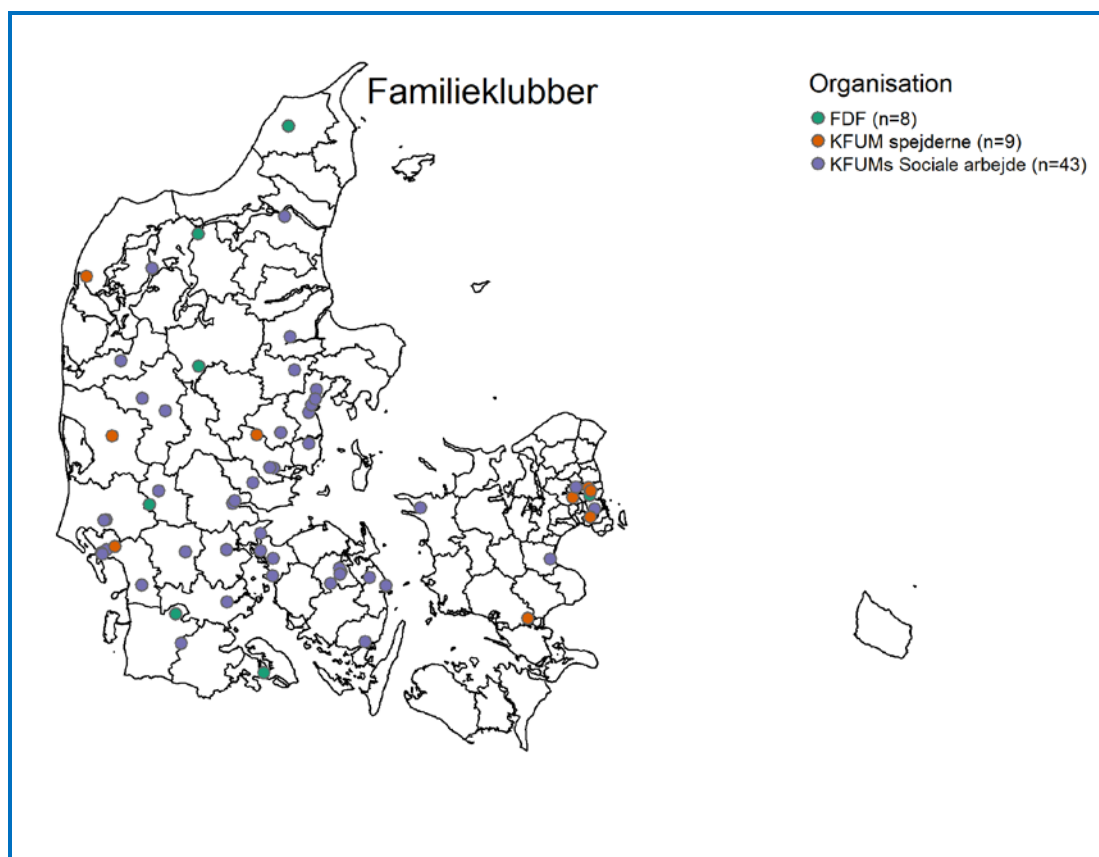 Familieklubber
Organisation
FDF (n=8)
KFUM spejderne (n=9)
KFUMs Sociale arbejde (n=43)